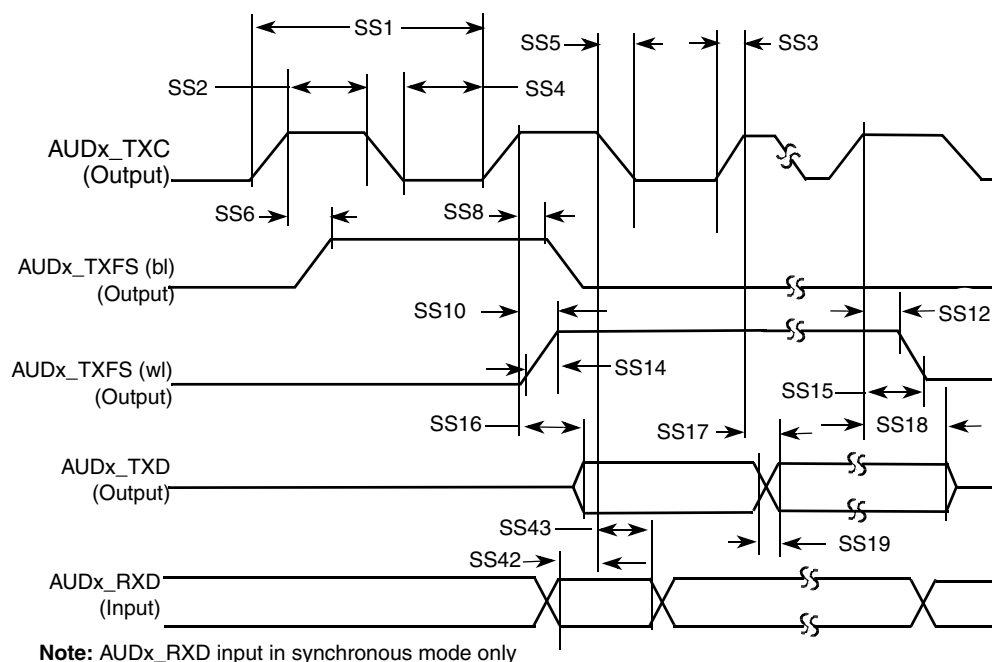 SS1
SS5
SS3
SS2
SS4
AUDx_TXC
(Output)
SS6
SS8
AUDx_TXFS (bl)
(Output)
SS10
SS12
AUDx_TXFS (wl)
(Output)
SS14
SS15
SS16
SS17
SS18
AUDx_TXD
(Output)
SS43
SS19
SS42
AUDx_RXD
(Input)
Note: AUDx_RXD input in synchronous mode only